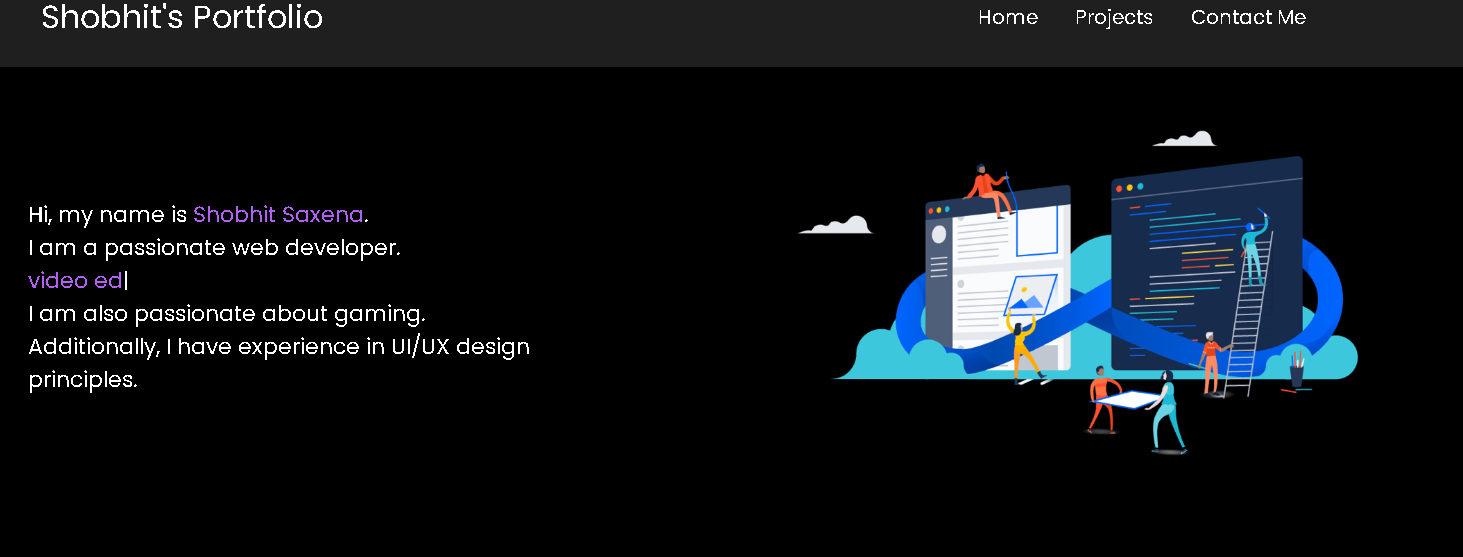 Shobhit's Portfolio
Home Projects Contact Me
Hi, my name is Shobhit Saxena.
I am a passionate web developer.
video ed|
I am also passionate about gaming.
Additionally, I have experience in UI/UX design
principles.